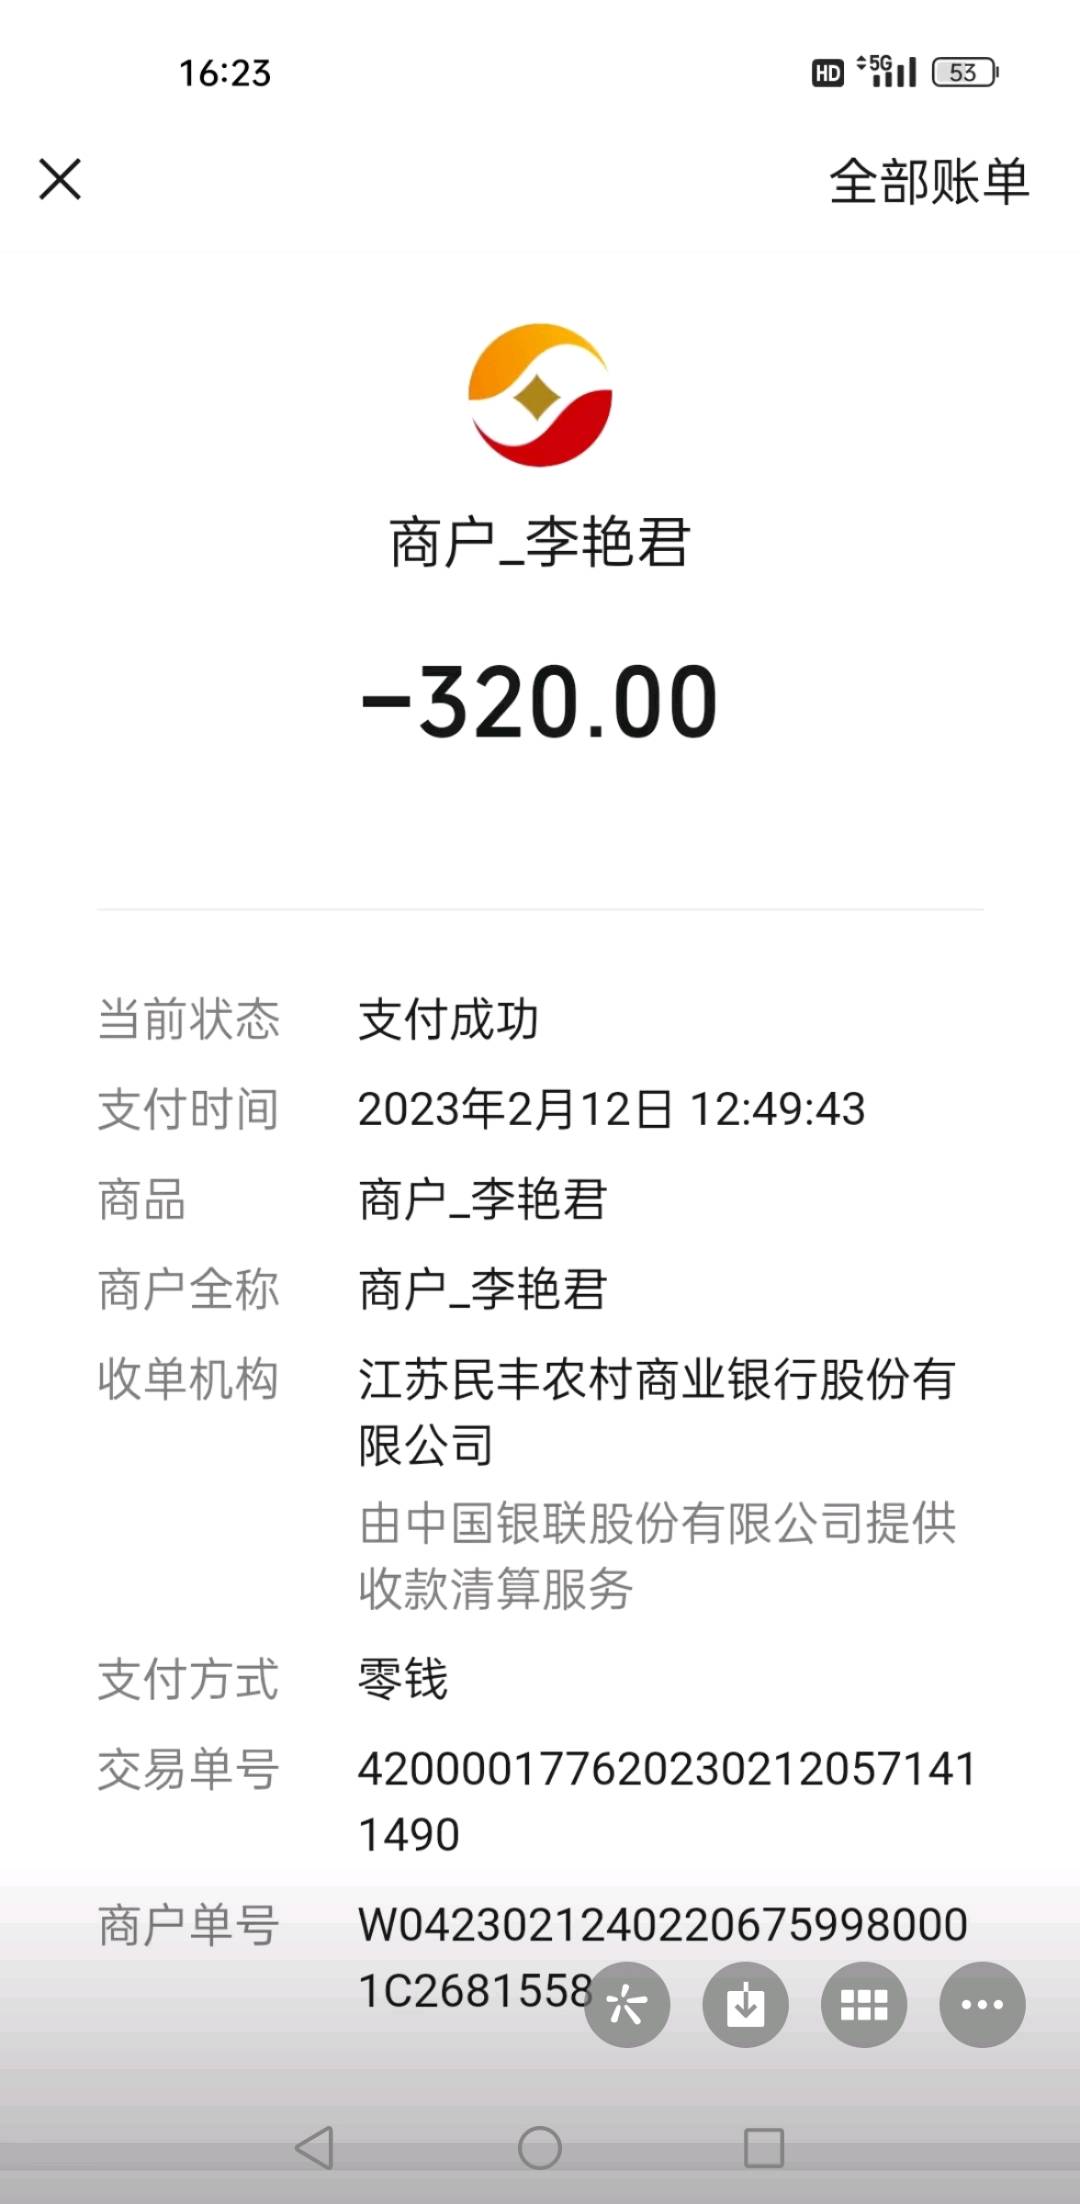 16:23
HD 5G 53
全部账单
商户_李艳君
-320.00
当前状态 支付成功
支付时间 2023年2月12日 12:49:43
商品 商户_李艳君
商户全称 商户_李艳君
收单机构 江苏民丰农村商业银行股份有
限公司
由中国银联股份有限公司提供
收款清算服务
支付方式 零钱
交易单号 420000177620230212057141
1490
商户单号 W04230212402206759980​00
1C2681558